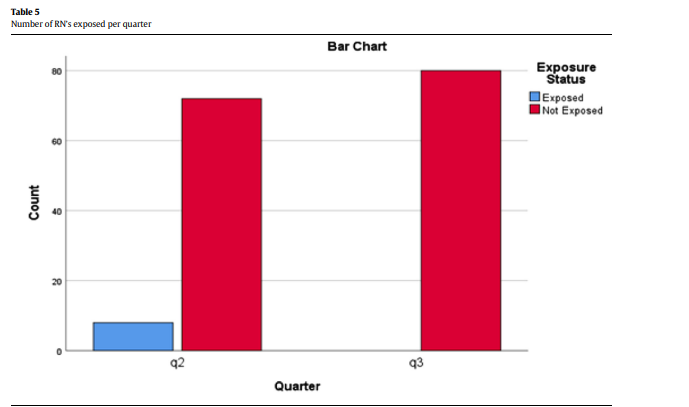 Table 5
Number of RN's exposed per quarter
Bar Chart
Exposure
Status
Exposed
Not Exposed
80
60
40
20
0
Count
q2
q3
Quarter